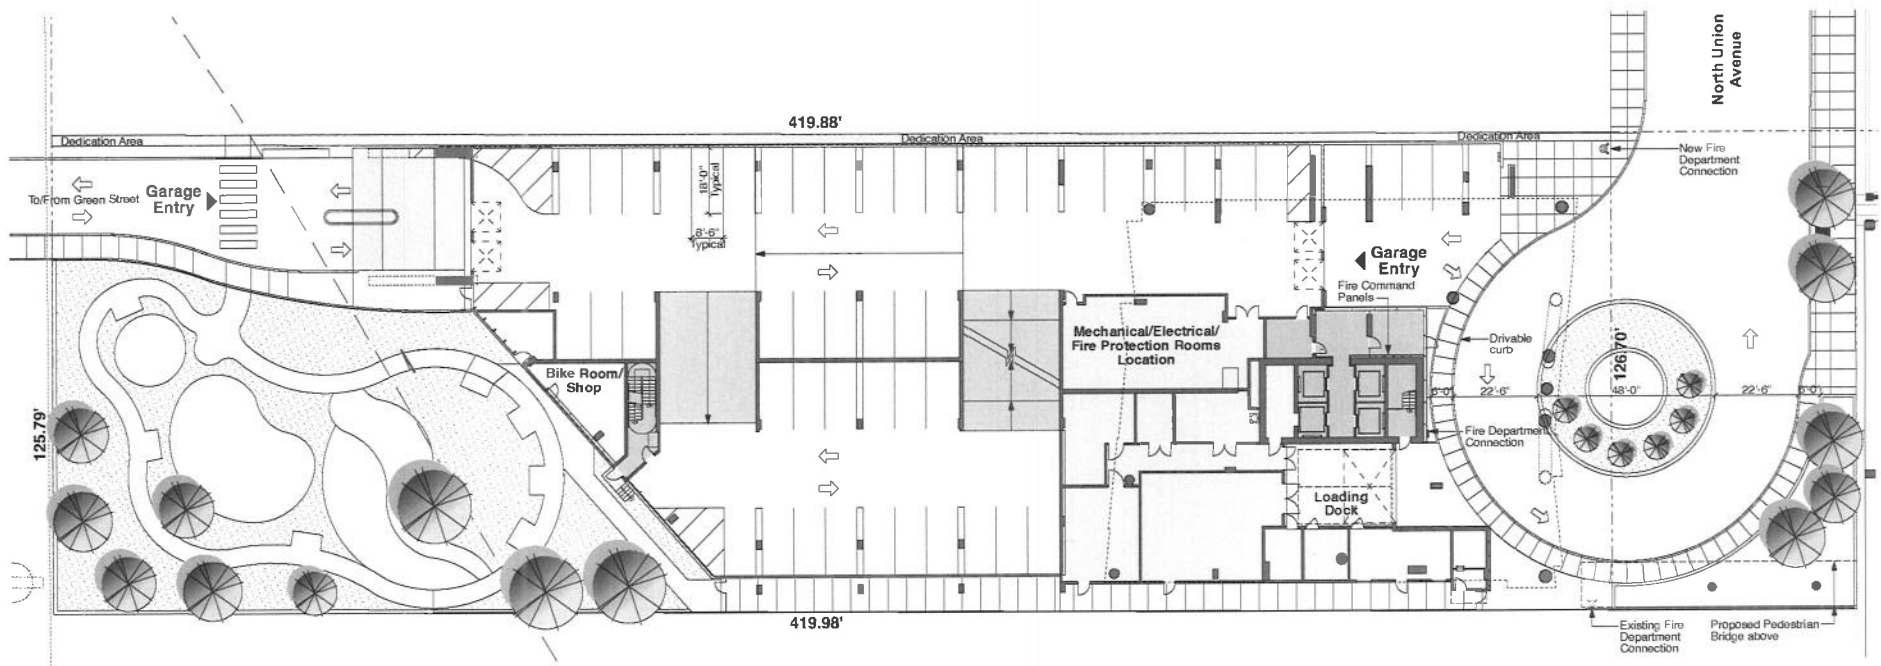 North Union
Avenue
419.88'
Dedication Area
Dedication Area
Dedication Area
New Fire
Department
Connection
To/From Green Street
Garage
Entry
18'-0"
Typical
8'-6"
Typical
Garage
Entry
Fire Command
Panels
Mechanical/Electrical/
Fire Protection Rooms
Location
Drivable
curb
126.70'
Bike Room/
Shop
6'-0"
22'-6"
48'-0"
22'-6"
6'-0"
125.79'
Fire Department
Connection
Loading
Dock
419.98'
Existing Fire
Department
Connection
Proposed Pedestrian
Bridge above